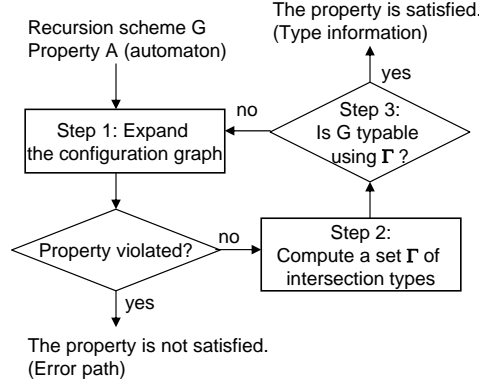 Recursion scheme G
Property A (automaton)
The property is satisfied.
(Type information)
yes
no
Step 1: Expand
the configuration graph
Step 3:
Is G typable
using Γ ?
Property violated?
no
Step 2:
Compute a set Γ of
intersection types
yes
The property is not satisfied.
(Error path)